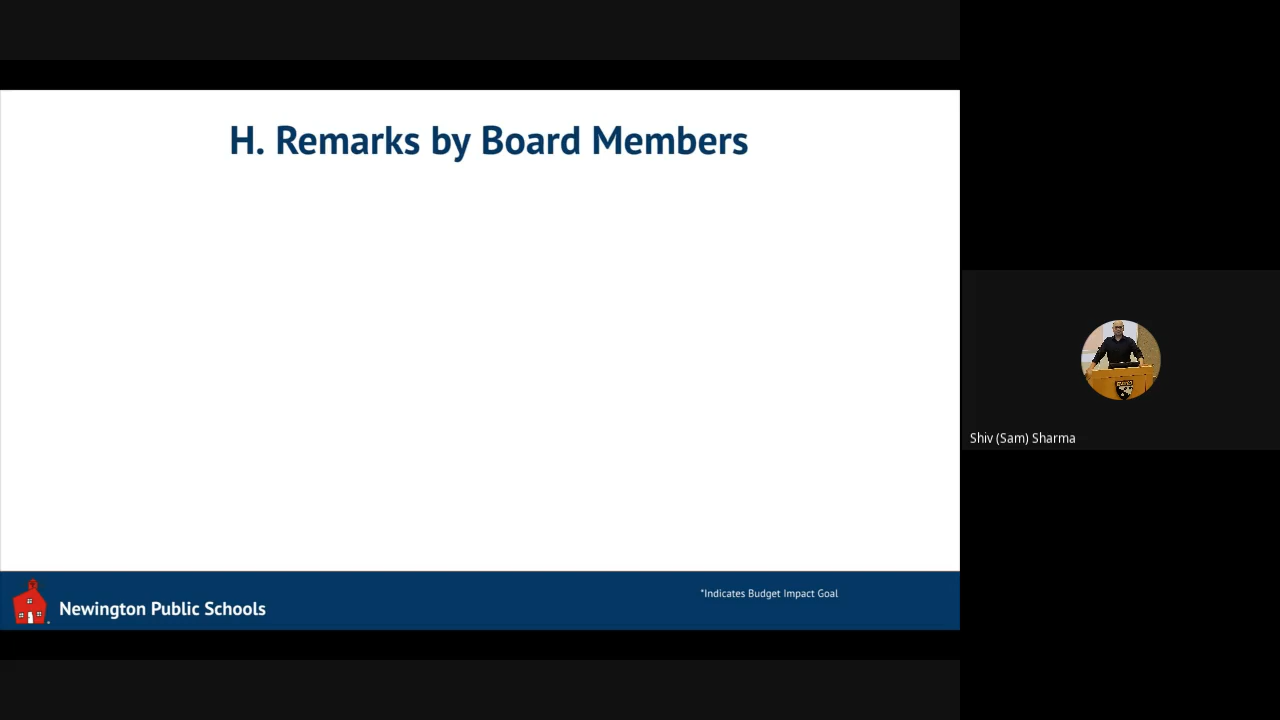 H. Remarks by Board Members
Shiv (Sam) Sharma
*Indicates Budget Impact Goal
Newington Public Schools